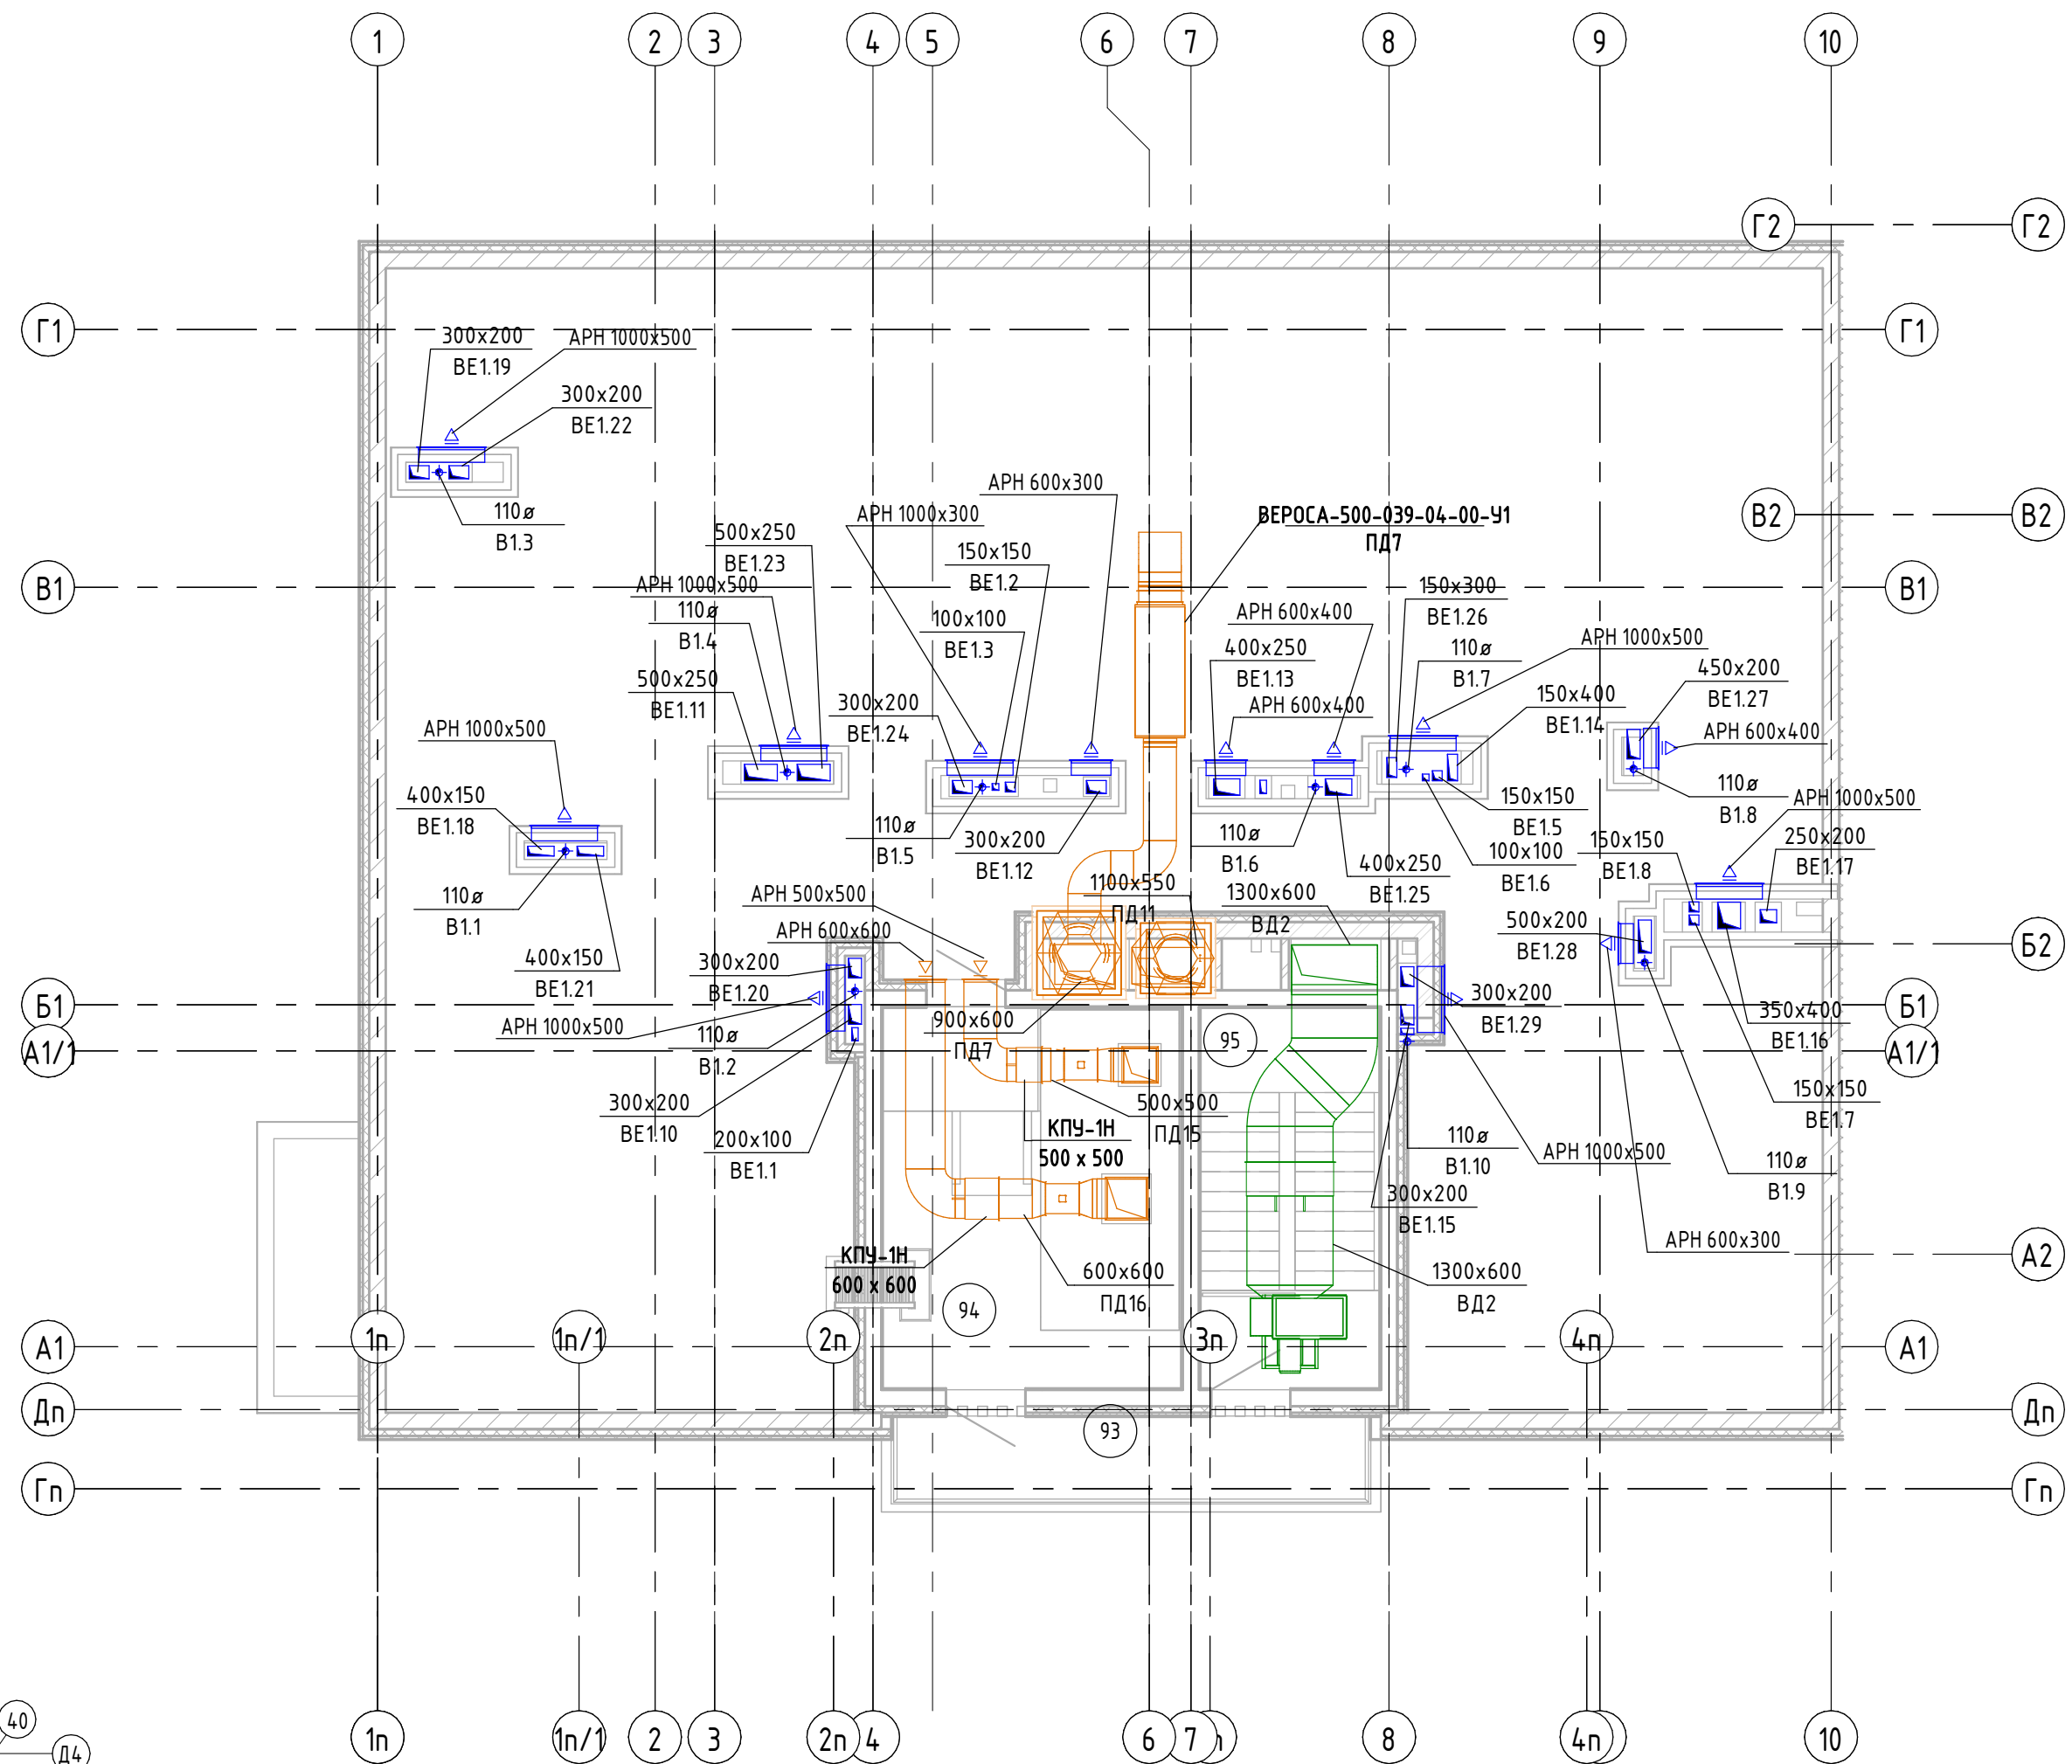 1
2
3
4
5
6
7
8
9
10
Г2
Г2
Г1
Г1
300x200
ВЕ1.19
АРН 1000x500
300x200
ВЕ1.22
110ø
В1.3
АРН 600x300
АРН 1000x300
ВЕРОСА-500-039-04-00-У1
ПД7
В2
В2
500x250
ВЕ1.23
150x150
ВЕ1.2
В1
В1
АРН 1000x500
110ø
В1.4
100x100
ВЕ1.3
АРН 600x400
150x300
ВЕ1.26
400x250
ВЕ1.13
110ø
В1.7
АРН 1000x500
450x200
ВЕ1.27
500x250
ВЕ1.11
300x200
ВЕ1.24
АРН 600x400
150x400
ВЕ1.14
АРН 600x400
АРН 1000x500
400x150
ВЕ1.18
110ø
В1.5
300x200
ВЕ1.12
110ø
В1.6
400x250
ВЕ1.25
150x150
ВЕ1.5
100x100
ВЕ1.6
110ø
В1.8
АРН 1000x500
150x150
ВЕ1.8
250x200
ВЕ1.17
110ø
В1.1
АРН 500x500
1100x550
ПД11
1300x600
ВД2
АРН 600x600
500x200
ВЕ1.28
Б2
Б2
400x150
ВЕ1.21
300x200
ВЕ1.20
Б1
Б1
АРН 1000x500
900x600
ПД7
95
300x200
ВЕ1.29
350x400
ВЕ1.16
А1/1
А1/1
110ø
В1.2
300x200
ВЕ1.10
500x500
ПД15
150x150
ВЕ1.7
200x100
ВЕ1.1
КПУ-1Н
500 x 500
110ø
В1.10
АРН 1000x500
110ø
В1.9
300x200
ВЕ1.15
АРН 600x300
А2
КПУ-1Н
600 x 600
600x600
ПД16
1300x600
ВД2
94
1п
1п/1
2п
3п
4п
А1
А1
Дп
Дп
93
Гп
Гп
40
Д4
1п
1п/1
2
3
2п
4
6
7
8
4п
10